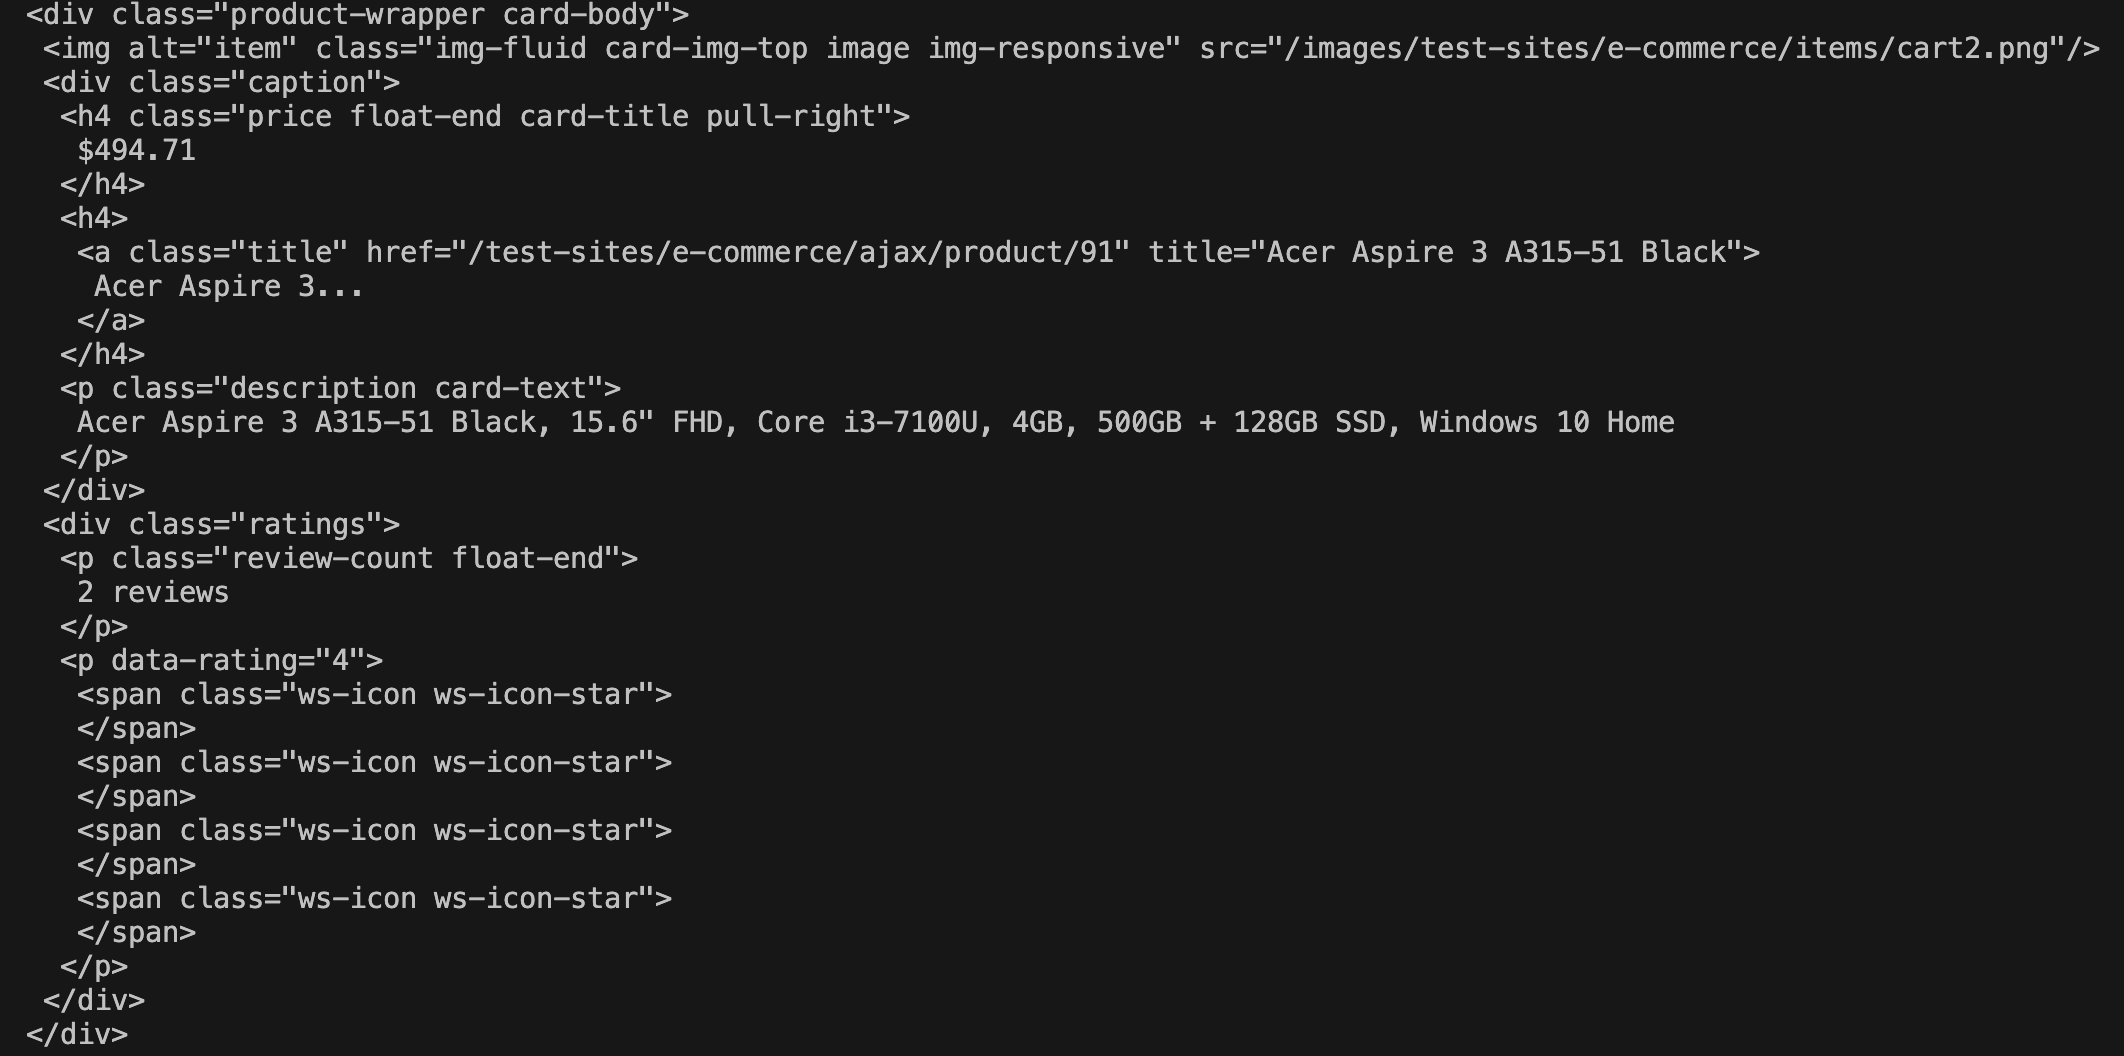 <div class="product-wrapper card-body">
<img alt="item" class="img-fluid card-img-top image img-responsive" src="/images/test-sites/e-commerce/items/cart2.png"/>
<div class="caption">
<h4 class="price float-end card-title pull-right">
$494.71
</h4>
<h4>
<a class="title" href="/test-sites/e-commerce/ajax/product/91" title="Acer Aspire 3 A315-51 Black">
Acer Aspire 3...
</a>
</h4>
<p class="description card-text">
Acer Aspire 3 A315-51 Black, 15.6" FHD, Core i3-7100U, 4GB, 500GB + 128GB SSD, Windows 10 Home
</p>
</div>
<div class="ratings">
<p class="review-count float-end">
2 reviews
</p>
<p data-rating="4">
<span class="ws-icon ws-icon-star">
</span>
<span class="ws-icon ws-icon-star">
</span>
<span class="ws-icon ws-icon-star">
</span>
<span class="ws-icon ws-icon-star">
</span>
</p>
</div>
</div>